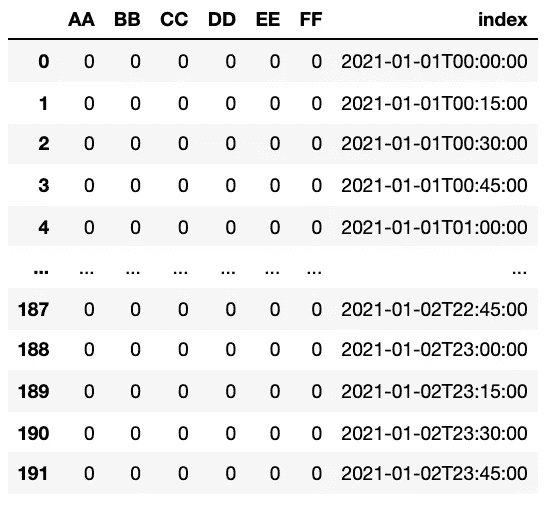 AA BB CC DD EE FF index
0 0 0 0 0 0 0 2021-01-01T00:00:00
1 0 0 0 0 0 0 2021-01-01T00:15:00
2 0 0 0 0 0 0 2021-01-01T00:30:00
3 0 0 0 0 0 0 2021-01-01T00:45:00
4 0 0 0 0 0 0 2021-01-01T01:00:00
... ... ... ... ... ... ... ...
187 0 0 0 0 0 0 2021-01-02T22:45:00
188 0 0 0 0 0 0 2021-01-02T23:00:00
189 0 0 0 0 0 0 2021-01-02T23:15:00
190 0 0 0 0 0 0 2021-01-02T23:30:00
191 0 0 0 0 0 0 2021-01-02T23:45:00